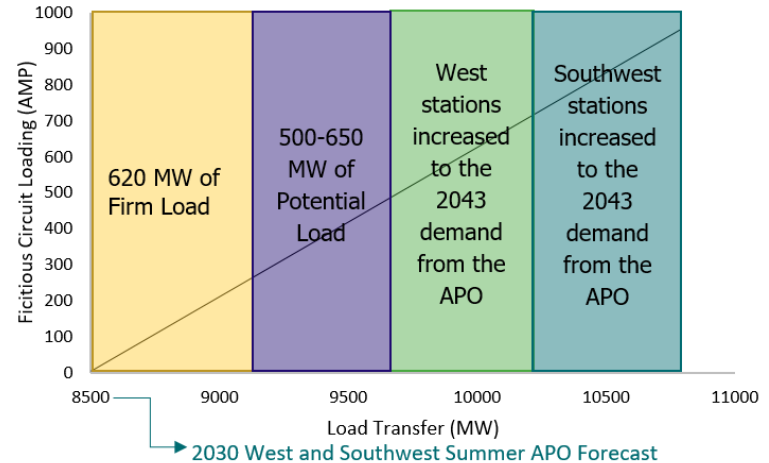 1000
900
800
700
600
500
400
300
200
100
0
Ficitious Circuit Loading (AMP)
620 MW of
Firm Load
500-650
MW of
Potential
Load
West
stations
increased
to the
2043
demand
from the
APO
Southwest
stations
increased
to the
2043
demand
from the
APO
8500 9000 9500 10000 10500 11000
Load Transfer (MW)
2030 West and Southwest Summer APO Forecast